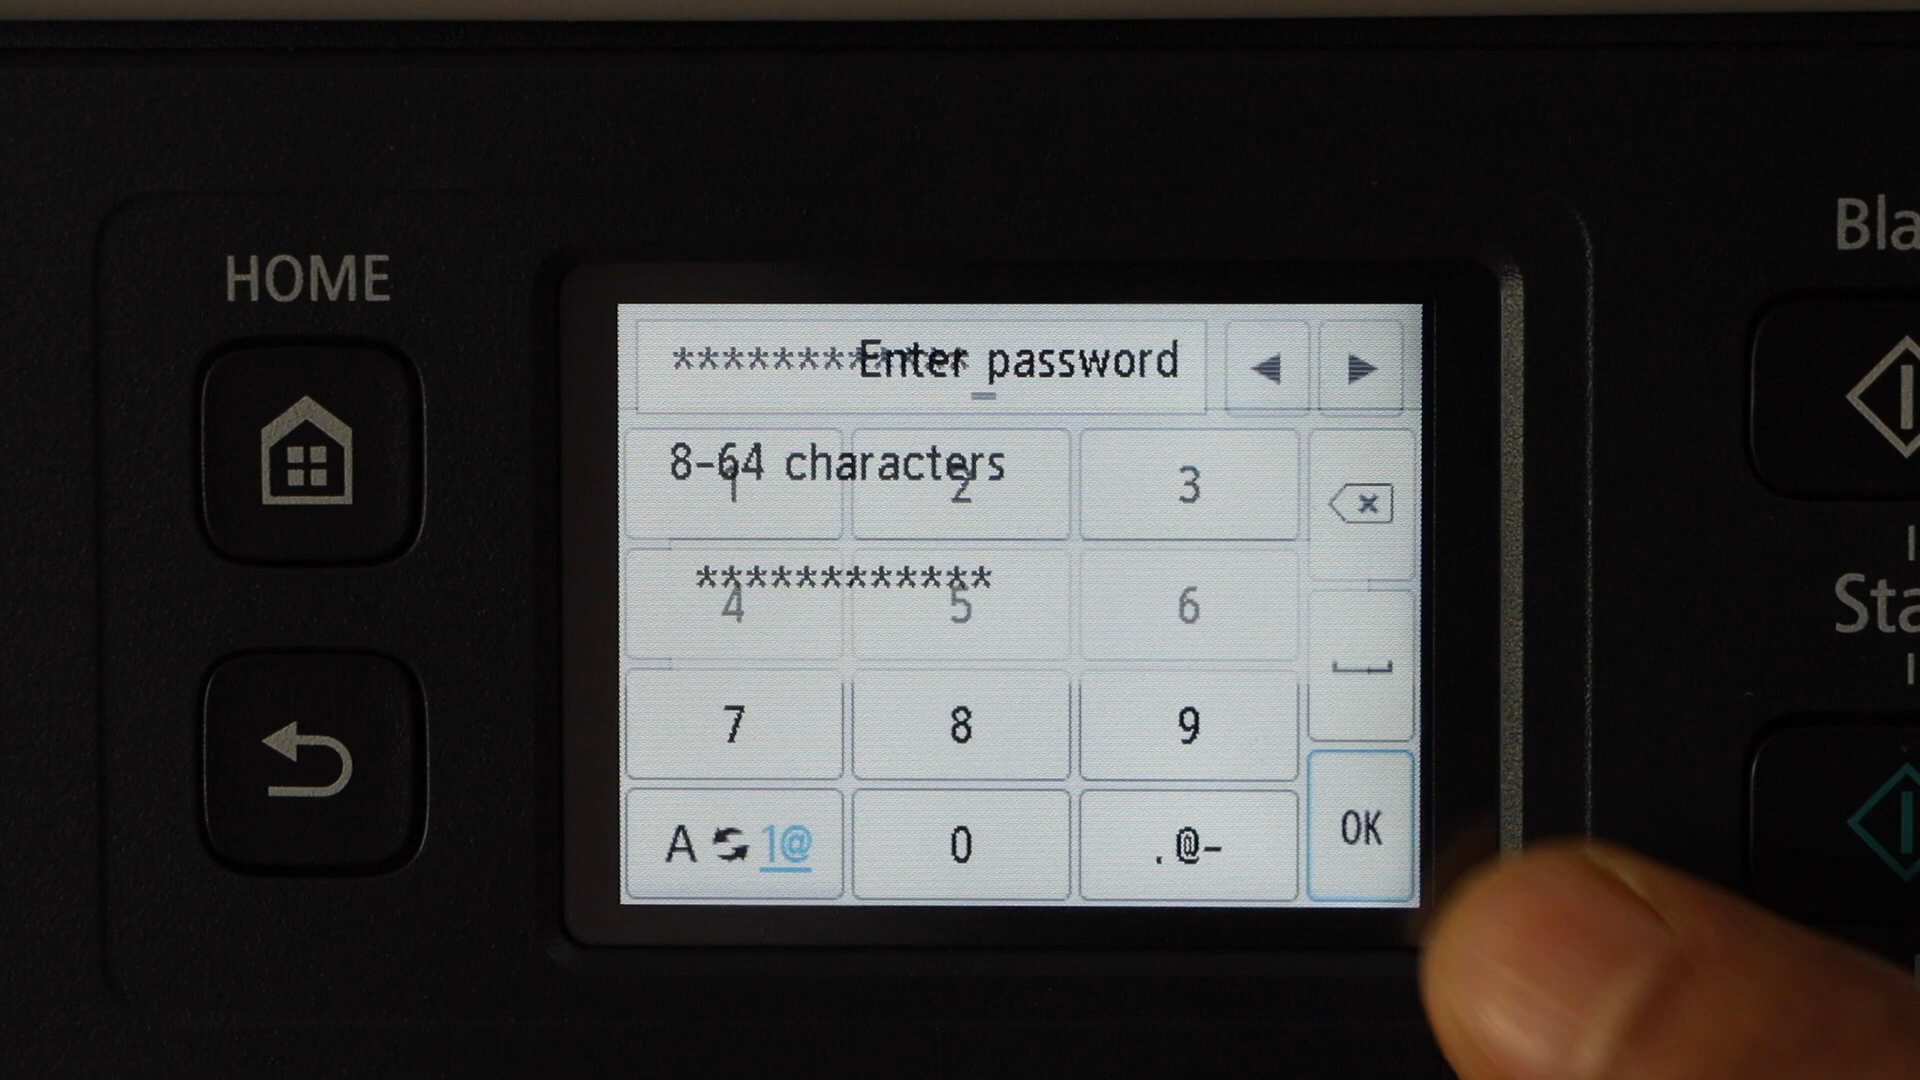 HOME
************
Enter password
8-64 characters
1 2 3
************
4 5 6
7 8 9
A 1@ 0 .@-
OK
Bla
Sta